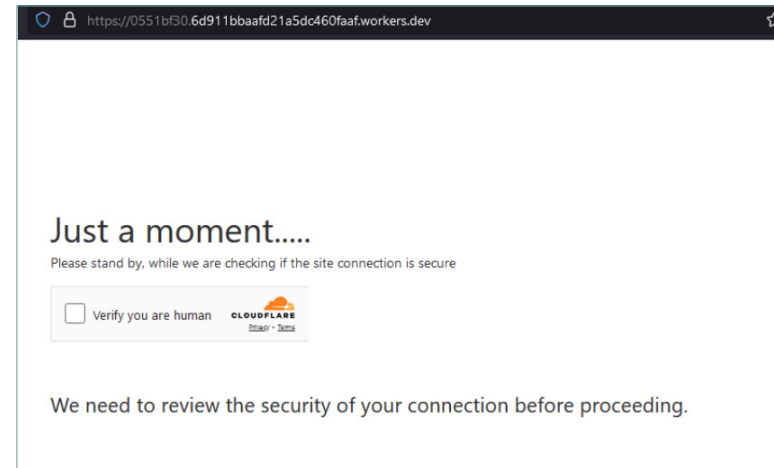 https://0551bf30.6d911bbaafd21a5dc460faaf.workers.dev
Just a moment.....
Please stand by, while we are checking if the site connection is secure
Verify you are human
CLOUDFLARE
Privacy • Terms
We need to review the security of your connection before proceeding.